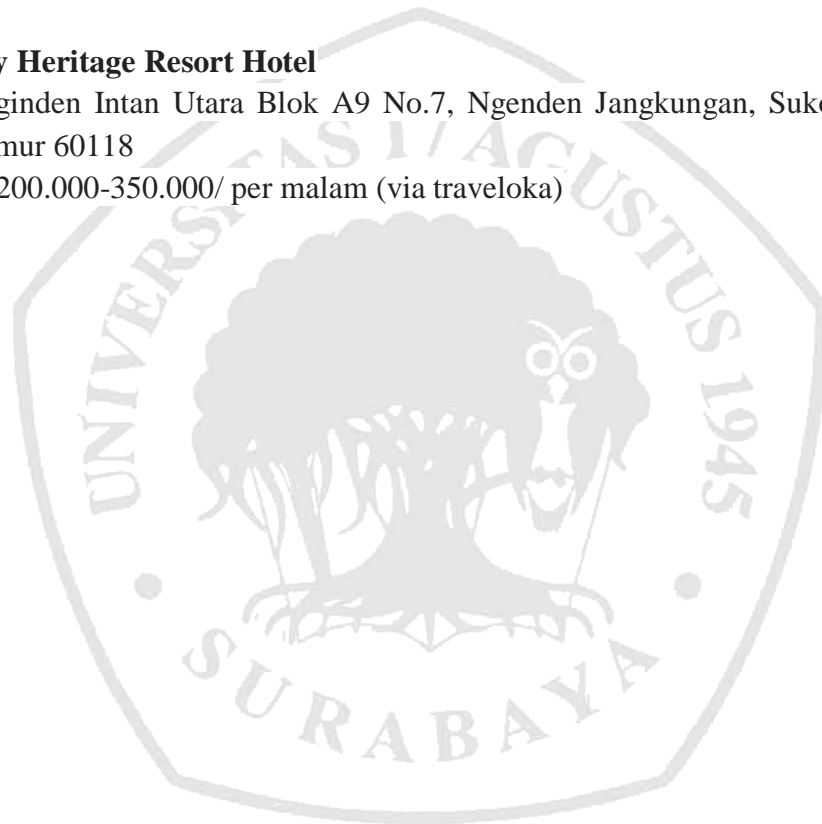 y Heritage Resort Hotel
ginden Intan Utara Blok A9 No.7, Ngenden Jangkungan, Suko
mur 60118
200.000-350.000/ per malam (via traveloka)
UNIVERSITAS 17 AGUSTUS 1945
SURABAYA